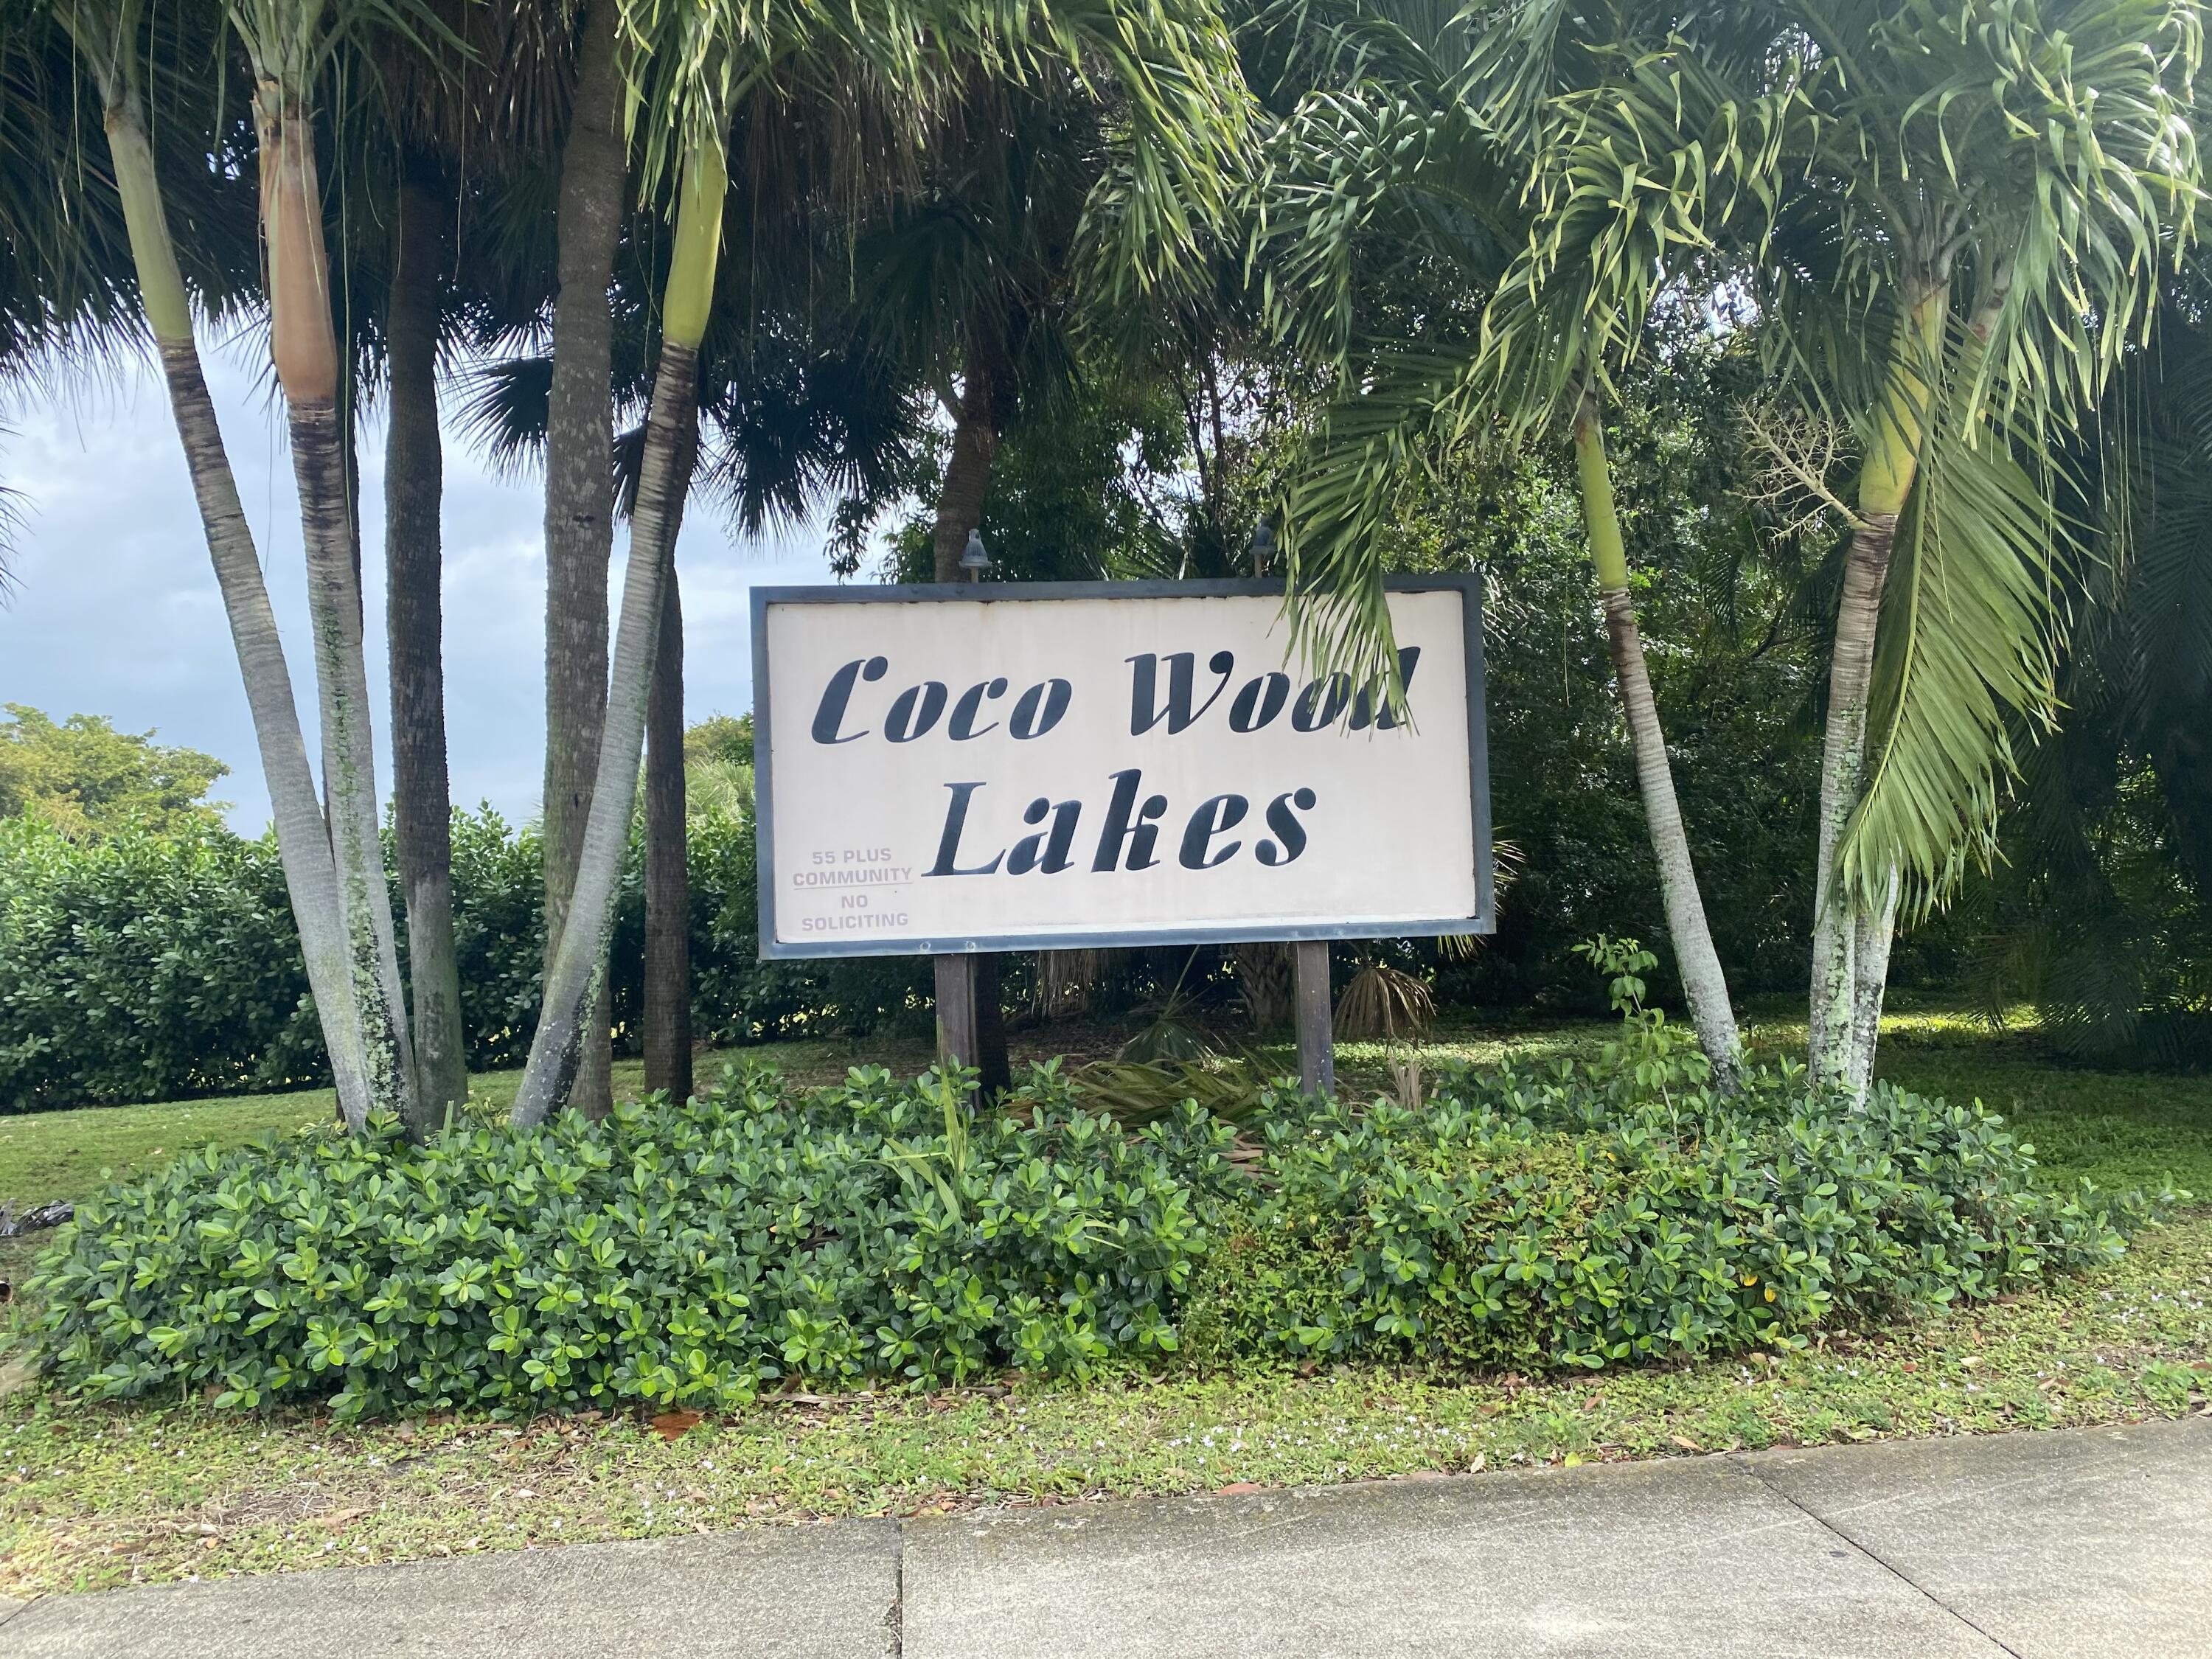 Coco Wood
Lakes
55 PLUS
COMMUNITY
NO
SOLICITING